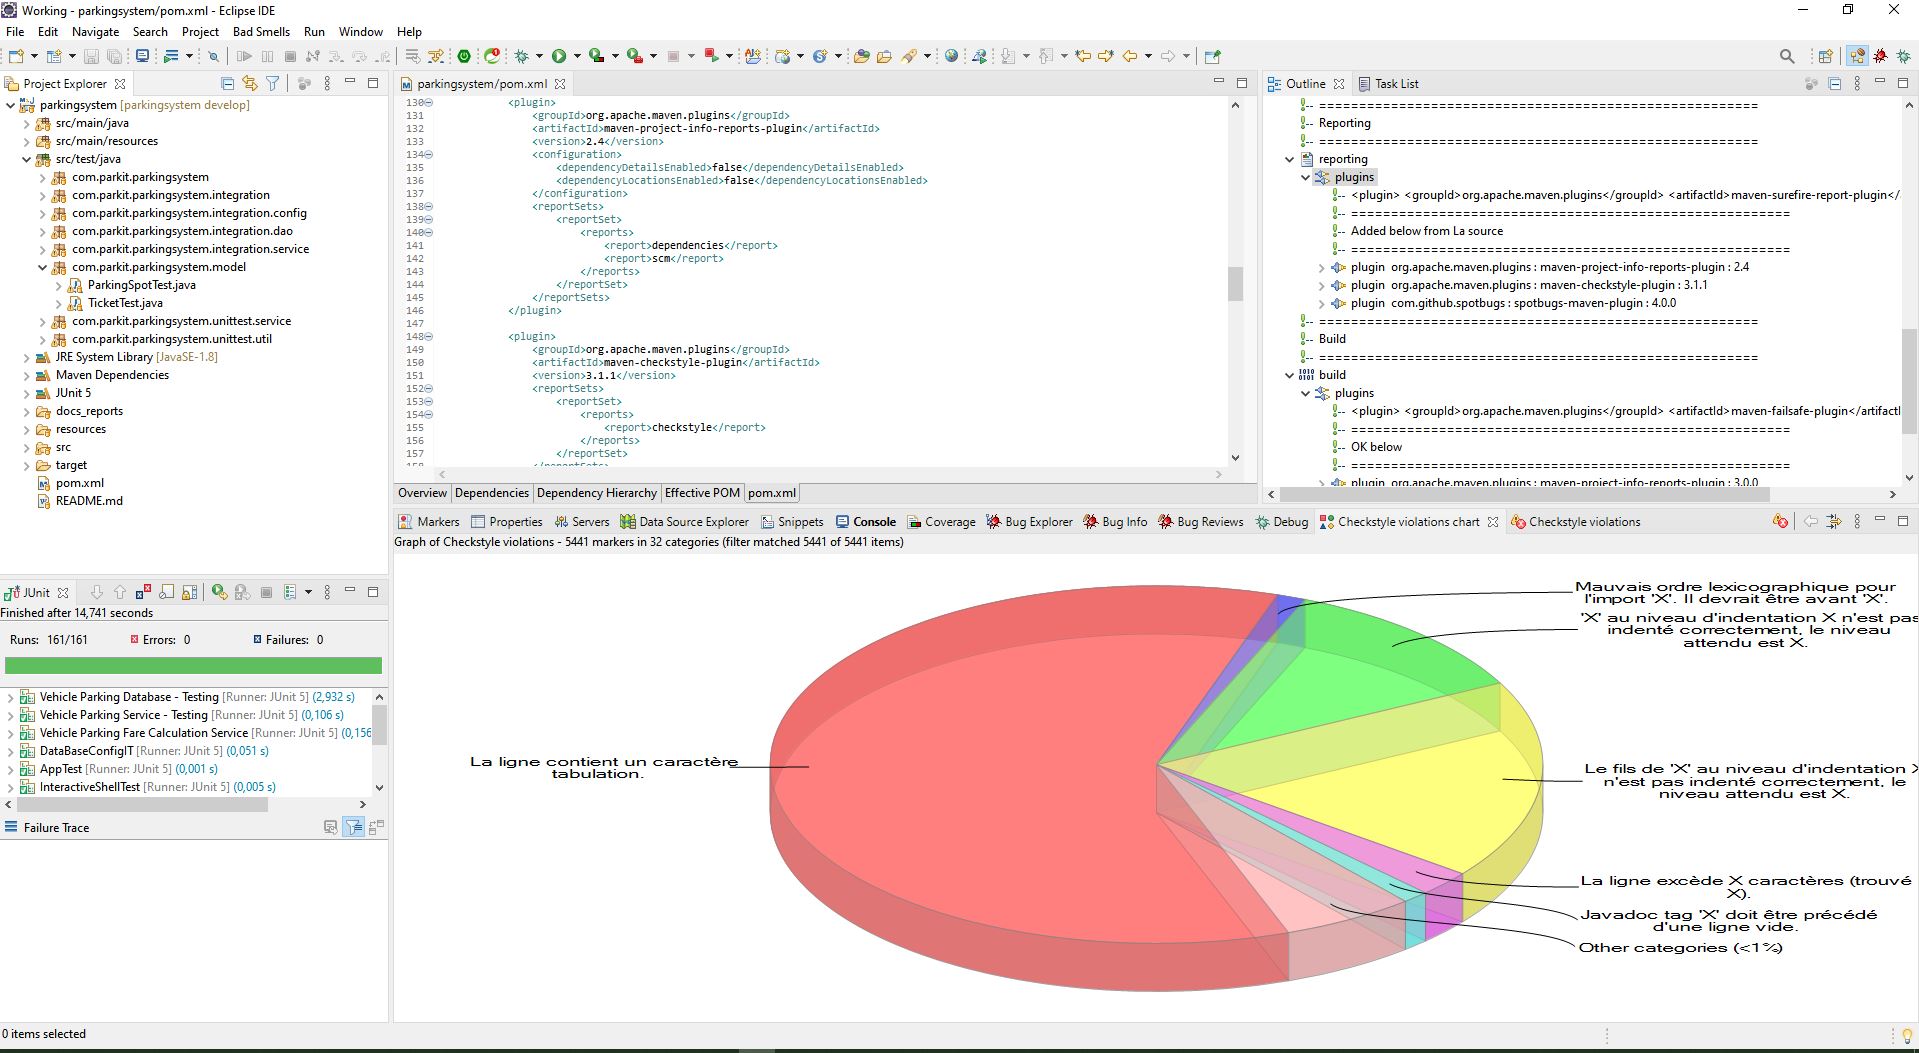 Working - parkingsystem/pom.xml - Eclipse IDE
File Edit Navigate Search Project Bad Smells Run Window Help
Project Explorer
parkingsystem [parkingsystem develop]
src/main/java
src/main/resources
src/test/java
com.parkit.parkingsystem
com.parkit.parkingsystem.integration
com.parkit.parkingsystem.integration.config
com.parkit.parkingsystem.integration.dao
com.parkit.parkingsystem.integration.service
com.parkit.parkingsystem.model
ParkingSpotTest.java
TicketTest.java
com.parkit.parkingsystem.unittest.service
com.parkit.parkingsystem.unittest.util
JRE System Library [JavaSE-1.8]
Maven Dependencies
JUnit 5
docs_reports
resources
src
target
pom.xml
README.md
parkingsystem/pom.xml
130 <plugin>
131 <groupId>org.apache.maven.plugins</groupId>
132 <artifactId>maven-project-info-reports-plugin</artifactId>
133 <version>2.4</version>
134 <configuration>
135 <dependencyDetailsEnabled>false</dependencyDetailsEnabled>
136 <dependencyLocationsEnabled>false</dependencyLocationsEnabled>
137 </configuration>
138 <reportSets>
139 <reportSet>
140 <reports>
141 <report>dependencies</report>
142 <report>scm</report>
143 </reports>
144 </reportSet>
145 </reportSets>
146 </plugin>
147
148 <plugin>
149 <groupId>org.apache.maven.plugins</groupId>
150 <artifactId>maven-checkstyle-plugin</artifactId>
151 <version>3.1.1</version>
152 <reportSets>
153 <reportSet>
154 <reports>
155 <report>checkstyle</report>
156 </reports>
157 </reportSet>
158 </reportSets>
Overview Dependencies Dependency Hierarchy Effective POM pom.xml
Outline Task List
==========================================================
Reporting
==========================================================
reporting
plugins
<plugin> <groupId>org.apache.maven.plugins</groupId> <artifactId>maven-surefire-report-plugin</
==========================================================
Added below from La source
==========================================================
plugin org.apache.maven.plugins : maven-project-info-reports-plugin : 2.4
plugin org.apache.maven.plugins : maven-checkstyle-plugin : 3.1.1
plugin com.github.spotbugs : spotbugs-maven-plugin : 4.0.0
==========================================================
Build
==========================================================
build
plugins
<plugin> <groupId>org.apache.maven.plugins</groupId> <artifactId>maven-failsafe-plugin</artifactI
==========================================================
OK below
==========================================================
plugin org.apache.maven.plugins : maven-project-info-reports-plugin : 3.0.0
JUnit
Finished after 14,741 seconds
Runs: 161/161 Errors: 0 Failures: 0
Vehicle Parking Database - Testing [Runner: JUnit 5] (2,932 s)
Vehicle Parking Service - Testing [Runner: JUnit 5] (0,106 s)
Vehicle Parking Fare Calculation Service [Runner: JUnit 5] (0,156
DataBaseConfigIT [Runner: JUnit 5] (0,051 s)
AppTest [Runner: JUnit 5] (0,001 s)
InteractiveShellTest [Runner: JUnit 5] (0,005 s)
Failure Trace
Markers Properties Servers Data Source Explorer Snippets Console Coverage Bug Explorer Bug Info Bug Reviews Debug Checkstyle violations chart Checkstyle violations
Graph of Checkstyle violations - 5441 markers in 32 categories (filter matched 5441 of 5441 items)
Mauvais ordre lexicographique pour
l'import 'X'. Il devrait être avant 'X'.
'X' au niveau d'indentation X n'est pas
indenté correctement, le niveau
attendu est X.
La ligne contient un caractère
tabulation.
Le fils de 'X' au niveau d'indentation X
n'est pas indenté correctement, le
niveau attendu est X.
La ligne excède X caractères (trouvé
X).
Javadoc tag 'X' doit être précédé
d'une ligne vide.
Other categories (<1%)
0 items selected